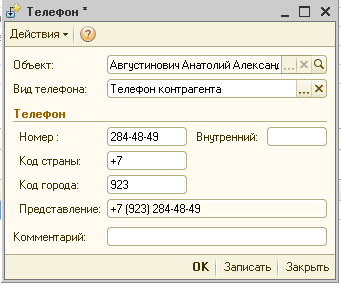 Телефон *
Действия
Объект: Августинович Анатолий Александ
Вид телефона: Телефон контрагента
Телефон
Номер : 284-48-49 Внутренний:
Код страны: +7
Код города: 923
Представление: +7 (923) 284-48-49
Комментарий:
OK Записать Закрыть